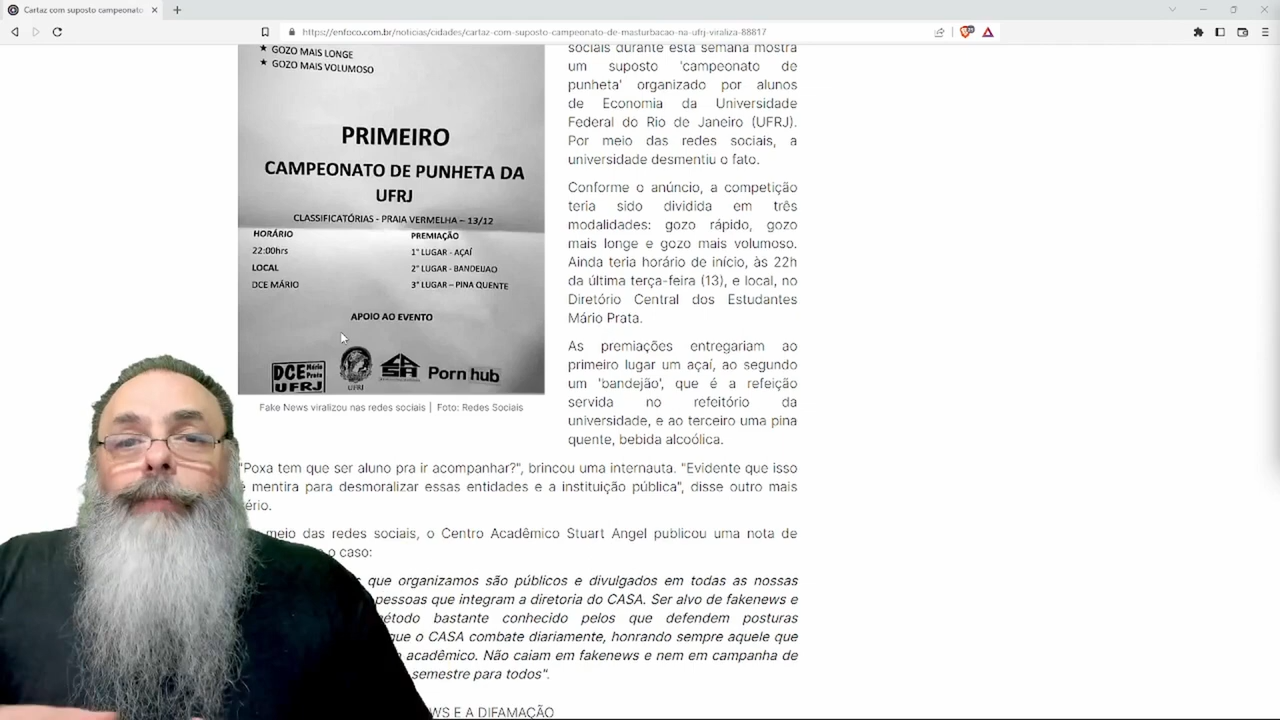 Cartaz com suposto campeonato
https://enfoco.com.br/noticias/cidades/cartaz-com-suposto-campeonato-de-masturbacao-na-ufrj-viraliza-88817
★ GOZO MAIS LONGE
★ GOZO MAIS VOLUMOSO
PRIMEIRO
CAMPEONATO DE PUNHETA DA
UFRJ
CLASSIFICATÓRIAS - PRAIA VERMELHA – 13/12
HORÁRIO
22:00hrs
LOCAL
DCE MÁRIO
PREMIAÇÃO
1° LUGAR - AÇAÍ
2° LUGAR - BANDEIJAO
3° LUGAR – PINA QUENTE
APOIO AO EVENTO
DCE Mário Prata
UFRJ
UFRJ
CASA
Porn hub
Fake News viralizou nas redes sociais | Foto: Redes Sociais
sociais durante esta semana mostra
um suposto 'campeonato de
punheta' organizado por alunos
de Economia da Universidade
Federal do Rio de Janeiro (UFRJ).
Por meio das redes sociais, a
universidade desmentiu o fato.
Conforme o anúncio, a competição
teria sido dividida em três
modalidades: gozo rápido, gozo
mais longe e gozo mais volumoso.
Ainda teria horário de início, às 22h
da última terça-feira (13), e local, no
Diretório Central dos Estudantes
Mário Prata.
As premiações entregariam ao
primeiro lugar um açaí, ao segundo
um 'bandejão', que é a refeição
servida no refeitório da
universidade, e ao terceiro uma pina
quente, bebida alcoólica.
"Poxa tem que ser aluno pra ir acompanhar?", brincou uma internauta. "Evidente que isso
é mentira para desmoralizar essas entidades e a instituição pública", disse outro mais
ério.
meio das redes sociais, o Centro Acadêmico Stuart Angel publicou uma nota de
o caso:
que organizamos são públicos e divulgados em todas as nossas
pessoas que integram a diretoria do CASA. Ser alvo de fakenews e
étodo bastante conhecido pelos que defendem posturas
que o CASA combate diariamente, honrando sempre aquele que
acadêmico. Não caiam em fakenews e nem em campanha de
semestre para todos".
WS E A DIFAMAÇÃO